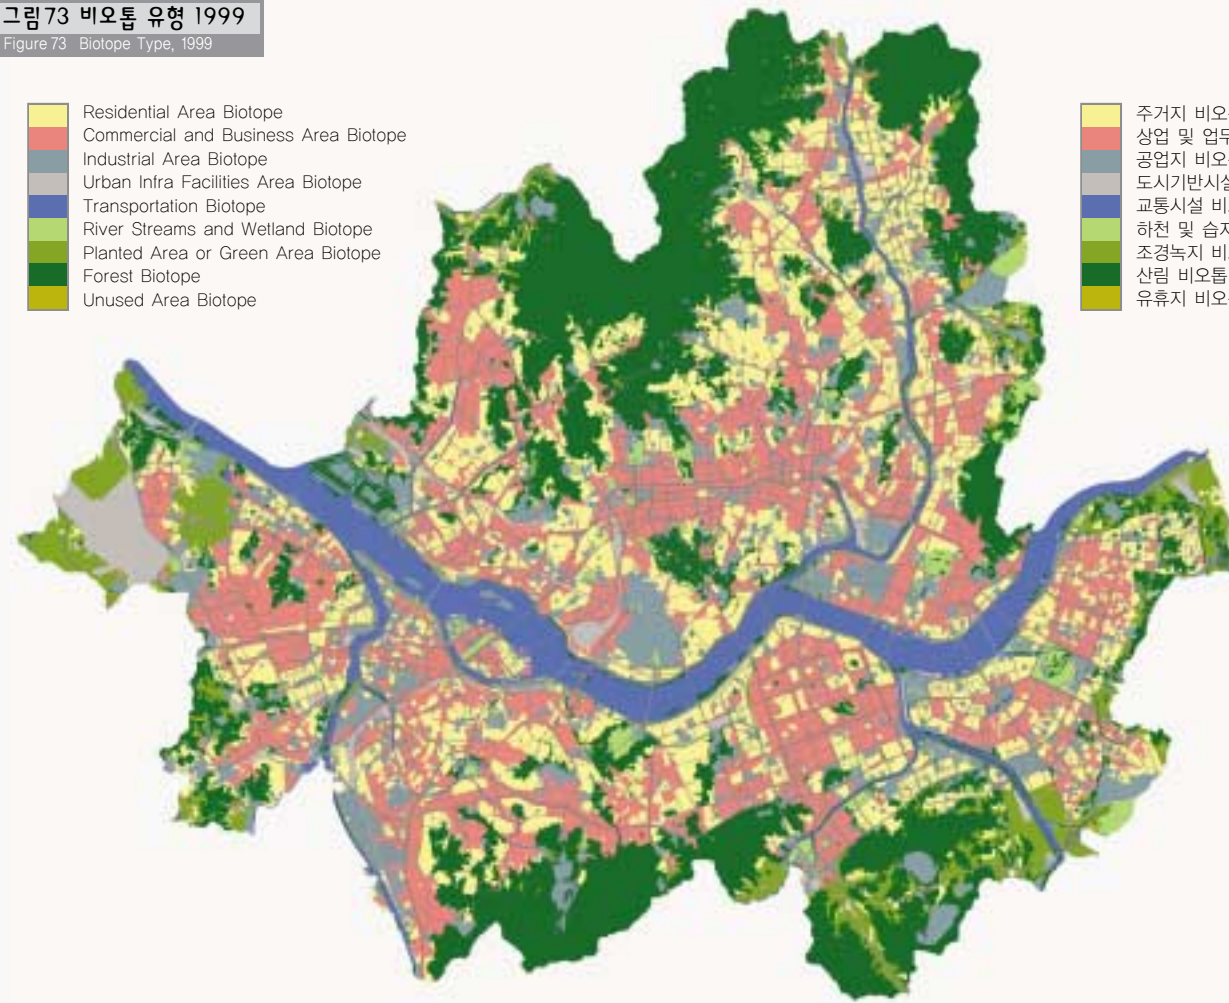 그림73 비오톱 유형 1999
Figure 73 Biotope Type, 1999
Residential Area Biotope
Commercial and Business Area Biotope
Industrial Area Biotope
Urban Infra Facilities Area Biotope
Transportation Biotope
River Streams and Wetland Biotope
Planted Area or Green Area Biotope
Forest Biotope
Unused Area Biotope
주거지 비오
상업 및 업무
공업지 비오
도시기반시설
교통시설 비
하천 및 습지
조경녹지 비
산림 비오톱
유휴지 비오